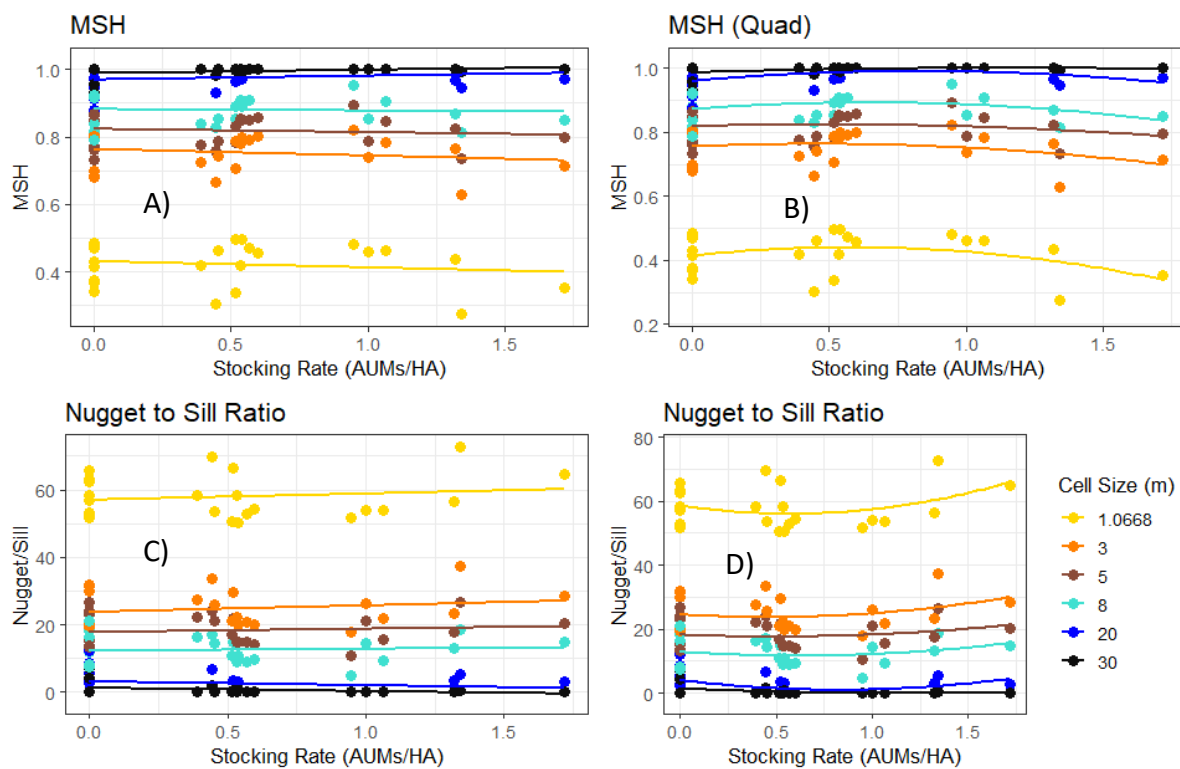 MSH
MSH (Quad)
1.0
0.8
0.6
0.4
MSH
A)
0.0
0.5
1.0
1.5
Stocking Rate (AUMs/HA)
1.0
0.8
0.6
0.4
0.2
MSH
B)
0.0
0.5
1.0
1.5
Stocking Rate (AUMs/HA)
Nugget to Sill Ratio
Nugget to Sill Ratio
60
40
20
0
Nugget/Sill
C)
0.0
0.5
1.0
1.5
Stocking Rate (AUMs/HA)
80
60
40
20
0
Nugget/Sill
D)
0.0
0.5
1.0
1.5
Stocking Rate (AUMs/HA)
Cell Size (m)
1.0668
3
5
8
20
30